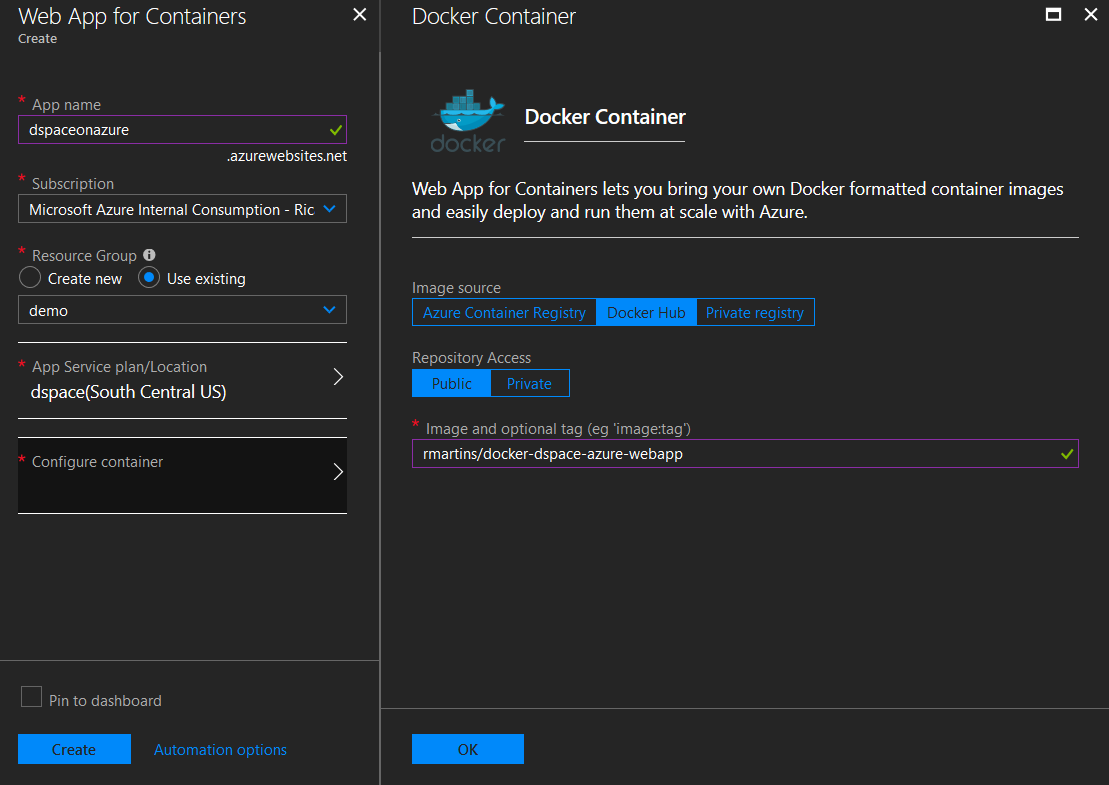 Web App for Containers
Create
* App name
dspaceonazure
.azurewebsites.net
* Subscription
Microsoft Azure Internal Consumption - Ric
* Resource Group
Create new Use existing
demo
* App Service plan/Location
dspace(South Central US)
* Configure container
Pin to dashboard
Create Automation options
Docker Container
docker
Docker Container
Web App for Containers lets you bring your own Docker formatted container images
and easily deploy and run them at scale with Azure.
Image source
Azure Container Registry Docker Hub Private registry
Repository Access
Public Private
* Image and optional tag (eg 'image:tag')
rmartins/docker-dspace-azure-webapp
OK